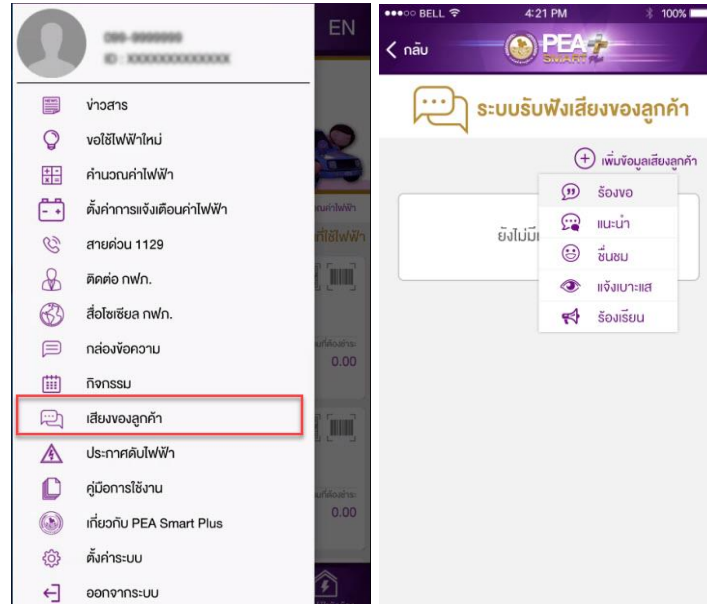 EN
ข่าวสาร
ขอใช้ไฟฟ้าใหม่
คำนวณค่าไฟฟ้า
ตั้งค่าการแจ้งเตือนค่าไฟฟ้า
สายด่วน 1129
ติดต่อ กฟภ.
สื่อโซเชียล กฟภ.
กล่องข้อความ
กิจกรรม
เสียงของลูกค้า
ประกาศดับไฟฟ้า
คู่มือการใช้งาน
เกี่ยวกับ PEA Smart Plus
ตั้งค่าระบบ
ออกจากระบบ
0.00
0.00
BELL 4:21 PM 100%
กลับ
PEA
SMART Plus
ระบบรับฟังเสียงของลูกค้า
เพิ่มข้อมูลเสียงลูกค้า
ร้องขอ
แนะนำ
ชื่นชม
แจ้งเบาะแส
ร้องเรียน
ยังไม่มี